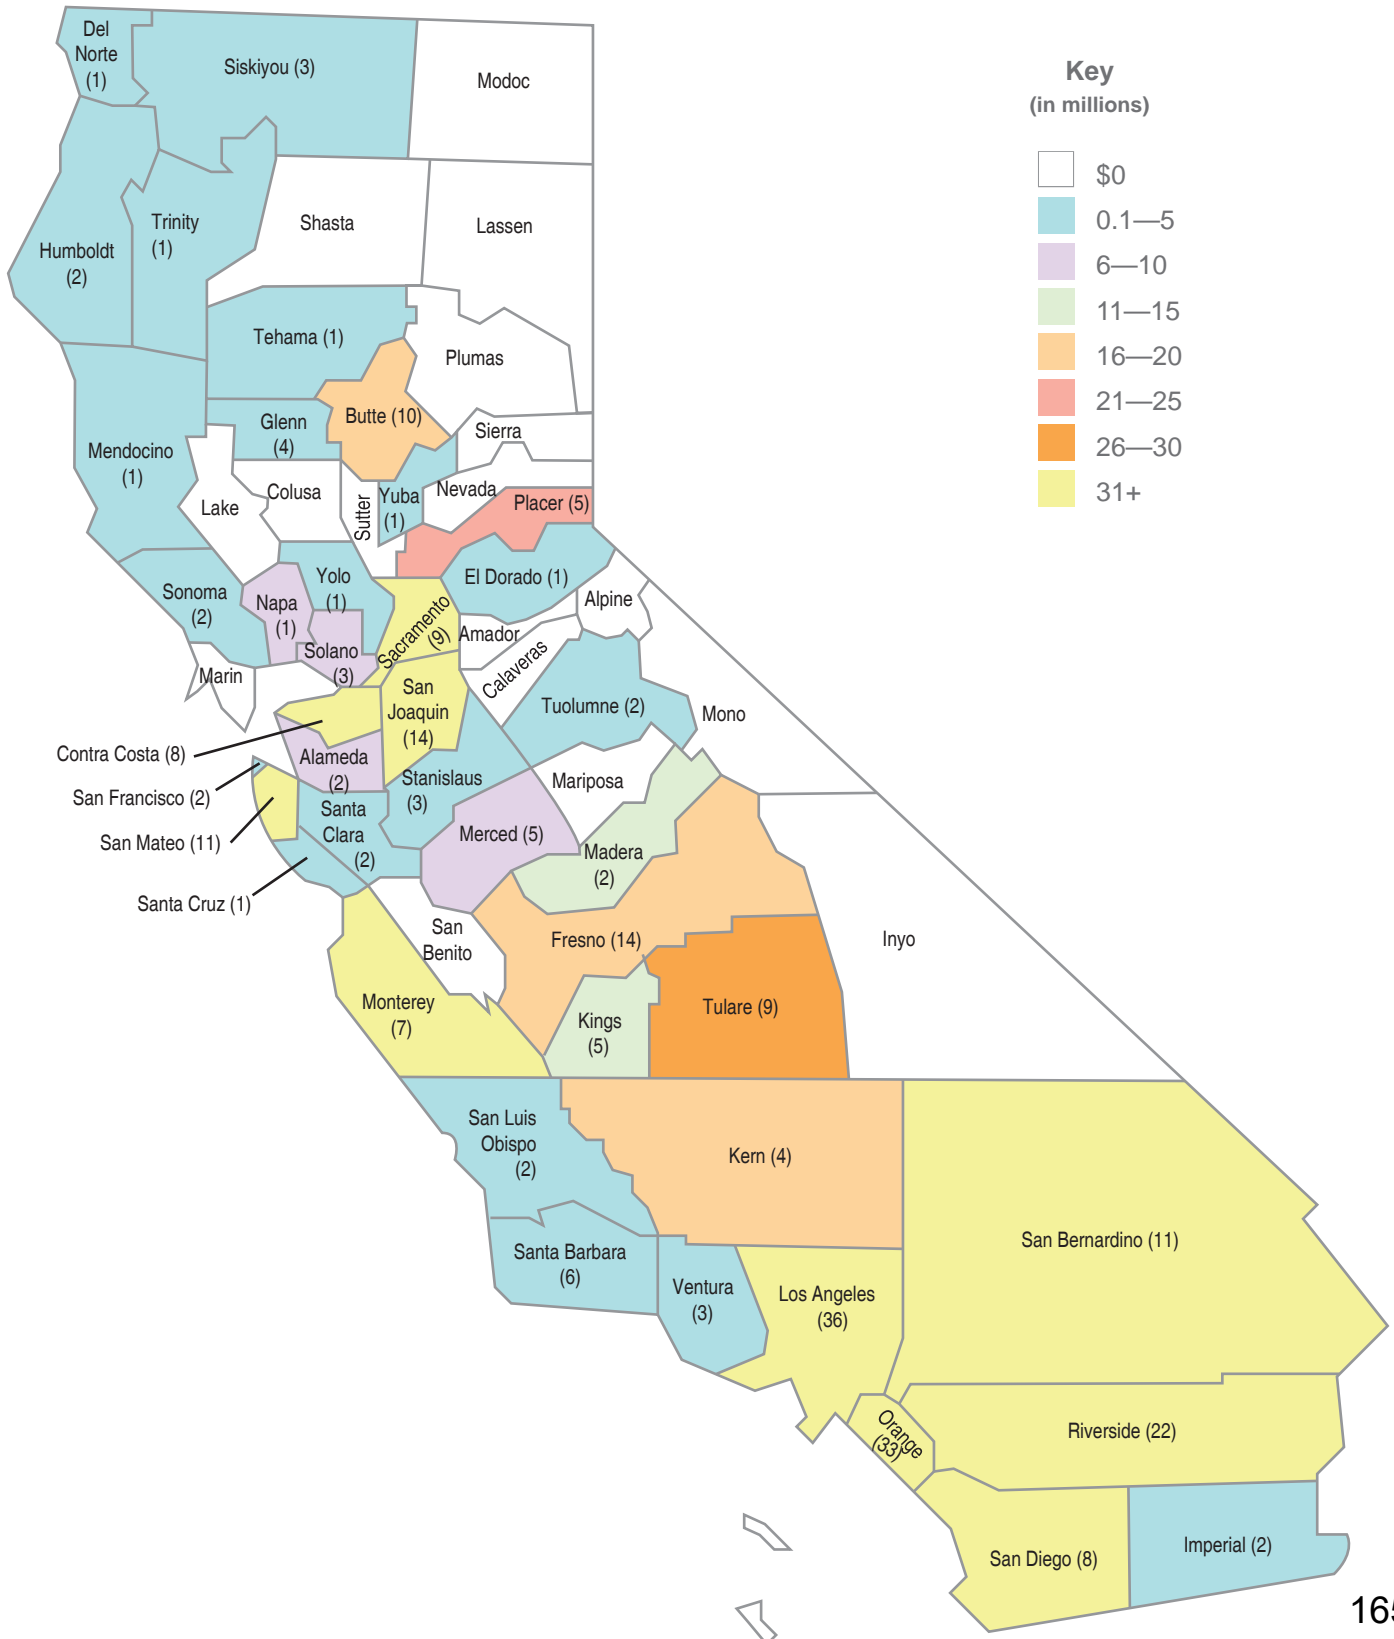 Del
Norte
(1)
Siskiyou (3)
Modoc
Key
(in millions)
$0
0.1—5
6—10
11—15
16—20
21—25
26—30
31+
Humboldt
(2)
Trinity
(1)
Shasta
Lassen
Tehama (1)
Plumas
Butte (10)
Glenn
(4)
Mendocino
(1)
Lake
Colusa
Sutter
Yuba
(1)
Sierra
Nevada
Placer (5)
El Dorado (1)
Sonoma
(2)
Napa
(1)
Yolo
(1)
Solano
(3)
Sacramento
(9)
Amador
Alpine
Calaveras
Marin
San
Joaquin
(14)
Tuolumne (2)
Mono
Contra Costa (8)
Alameda
(2)
Stanislaus
(3)
Mariposa
San Francisco (2)
San Mateo (11)
Santa
Clara
(2)
Merced (5)
Madera
(2)
Santa Cruz (1)
San
Benito
Fresno (14)
Inyo
Monterey
(7)
Kings
(5)
Tulare (9)
San Luis
Obispo
(2)
Kern (4)
Santa Barbara
(6)
Ventura
(3)
Los Angeles
(36)
San Bernardino (11)
Orange
(33)
Riverside (22)
San Diego (8)
Imperial (2)
165